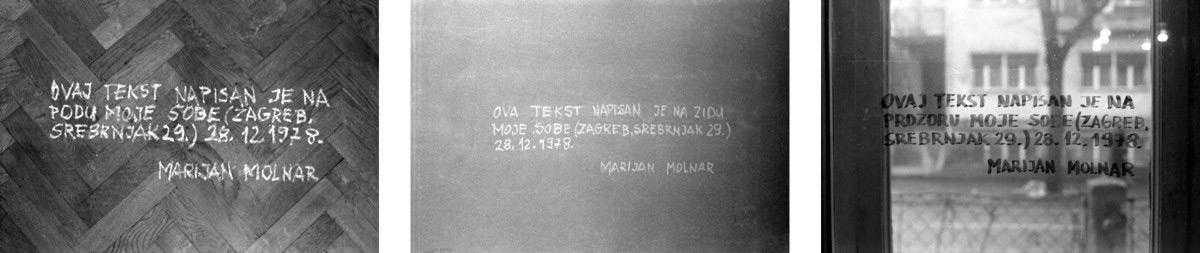 OVAJ TEKST NAPISAN JE NA
PODU MOJE SOBE (ZAGREB,
SREBRNJAK 29.) 28.12.1978.
MARIJAN MOLNAR
OVA TEKST NAPISAN JE NA ZIDU
MOJE SOBE (ZAGREB, SREBRNJAK 29.)
28.12.1978.
MARIJAN MOLNAR
OVAJ TEKST NAPISAN JE NA
PROZORU MOJE SOBE (ZAGREB,
SREBRNJAK 29.) 28.12.1978.
MARIJAN MOLNAR